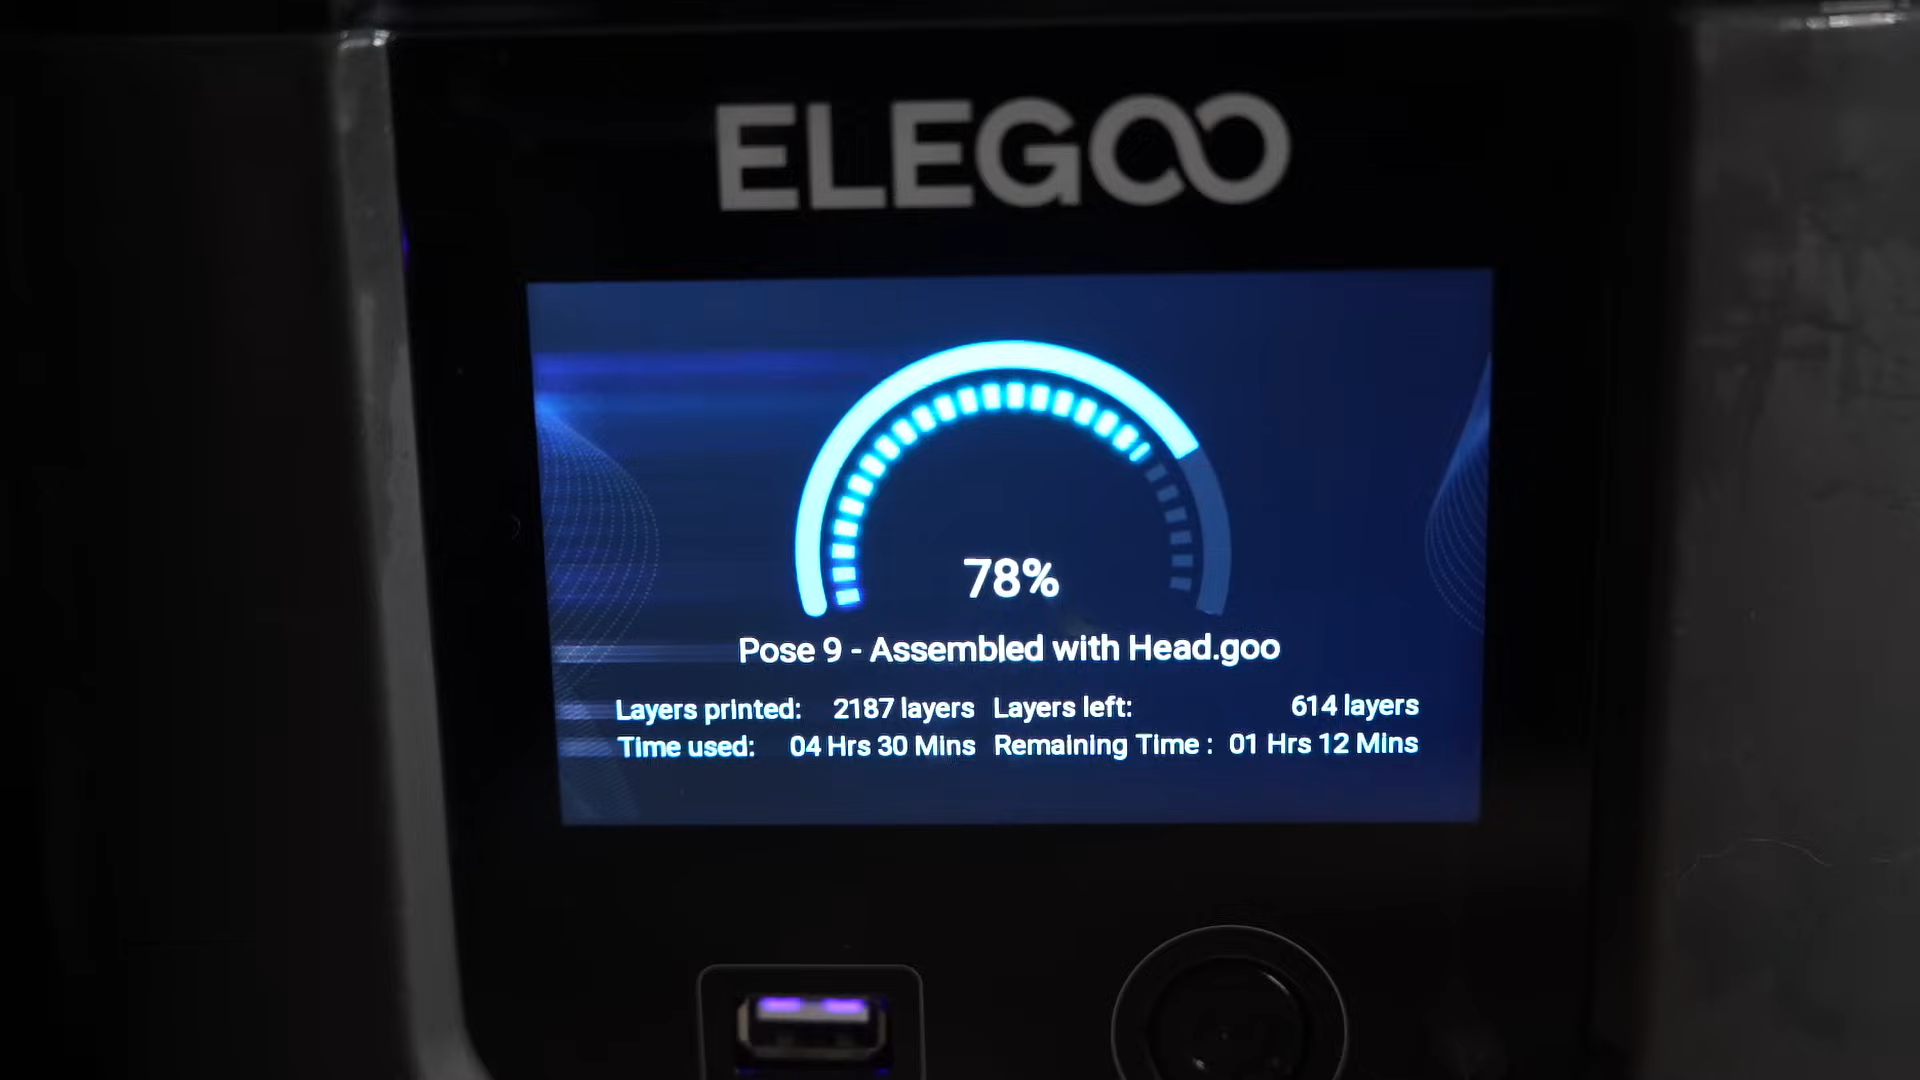 ELEGOO
78%
Pose 9 - Assembled with Head.goo
Layers printed: 2187 layers Layers left: 614 layers
Time used: 04 Hrs 30 Mins Remaining Time : 01 Hrs 12 Mins